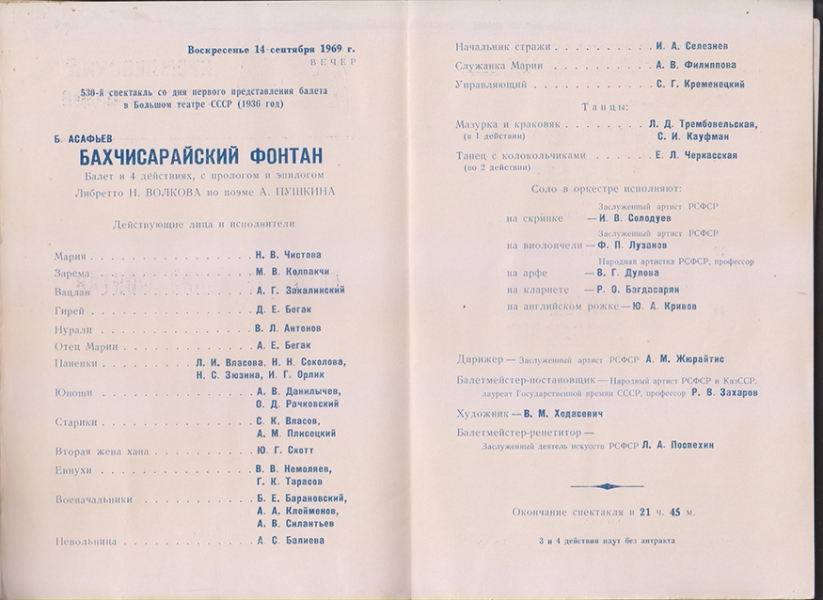 Воскресенье 14 сентября 1969 г.
ВЕЧЕР
530-й спектакль со дня первого представления балета
в Большом театре СССР (1936 год)
Б. АСАФЬЕВ
БАХЧИСАРАЙСКИЙ ФОНТАН
Балет в 4 действиях, с прологом и эпилогом
Либретто Н. ВОЛКОВА по поэме А. ПУШКИНА
Действующие лица и исполнители
Мария . . . . . . . . . . . . . . Н. В. Чистова
Зарема . . . . . . . . . . . . . . М. В. Колпакчи
Вацлав . . . . . . . . . . . . . . А. Г. Закалинский
Гирей . . . . . . . . . . . . . . Д. Е. Бегак
Нурали . . . . . . . . . . . . . . В. Л. Антонов
Отец Марии . . . . . . . . . . . . А. Е. Бегак
Паненки . . . . . . . . . Л. И. Власова, Н. Н. Соколова,
Н. С. Зюзина, И. Г. Орлик
Юноши . . . . . . . . . . . . . . А. В. Данилычев,
О. Д. Рачковский
Старики . . . . . . . . . . . . . . С. К. Власов,
А. М. Плисецкий
Вторая жена хана . . . . . . . . . Ю. Г. Скотт
Евнухи . . . . . . . . . . . . . . В. В. Немоляев,
Г. К. Тарасов
Военачальники . . . . . . . . . . Б. Е. Барановский,
А. А. Клейменов,
А. В. Силантьев
Невольница . . . . . . . . . . . . А. С. Балиева
Начальник стражи . . . . . . . . . И. А. Селезнев
Служанка Марии . . . . . . . . . . А. В. Филиппова
Управляющий . . . . . . . . . . . С. Г. Кременецкий
Танцы:
Мазурка и краковяк . . . . . . . . Л. Д. Трембовельская,
(в 1 действии) С. И. Кауфман
Танец с колокольчиками . . . . . . Е. Л. Черкасская
(во 2 действии)
Соло в оркестре исполняют:
Заслуженный артист РСФСР
на скрипке — И. В. Солодуев
Заслуженный артист РСФСР
на виолончели — Ф. П. Лузанов
Народная артистка РСФСР, профессор
на арфе — В. Г. Дулова
на кларнете — Р. О. Багдасарян
на английском рожке — Ю. А. Кривов
Дирижер — Заслуженный артист РСФСР А. М. Жюрайтис
Балетмейстер-постановщик — Народный артист РСФСР и КазССР,
лауреат Государственной премии СССР, профессор Р. В. Захаров
Художник — В. М. Ходасевич
Балетмейстер-репетитор —
Заслуженный деятель искусств РСФСР Л. А. Поспехин
Окончание спектакля в 21 ч. 45 м.
3 и 4 действия идут без антракта